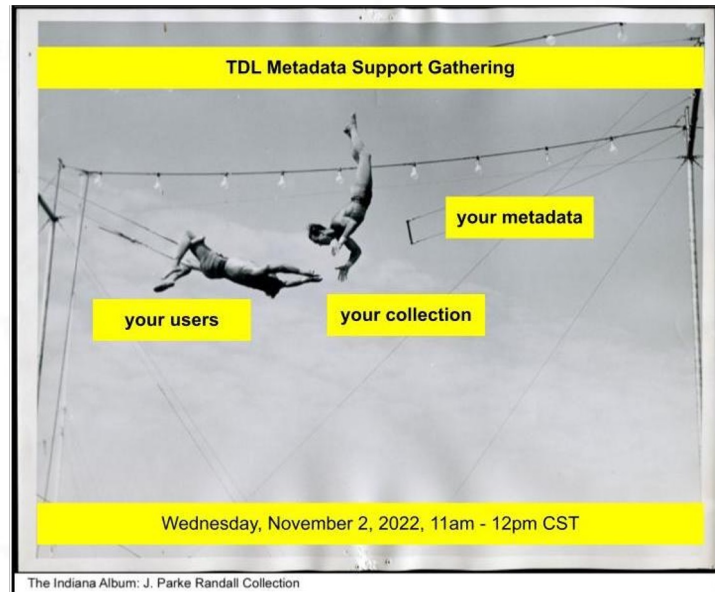 TDL Metadata Support Gathering
your metadata
your users
your collection
Wednesday, November 2, 2022, 11am - 12pm CST
The Indiana Album: J. Parke Randall Collection